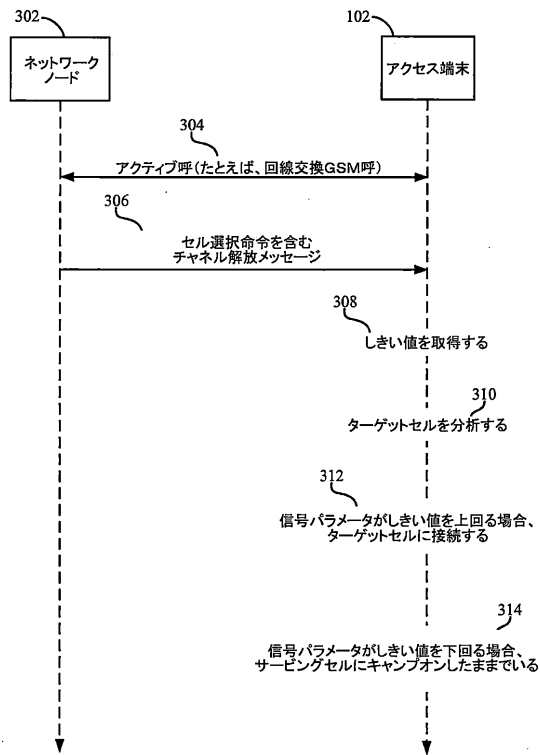 302
102
ネットワーク
ノード
アクセス端末
304
アクティブ呼(たとえば、回線交換GSM呼)
306
セル選択命令を含む
チャネル解放メッセージ
308
しきい値を取得する
310
ターゲットセルを分析する
312
信号パラメータがしきい値を上回る場合、
ターゲットセルに接続する
314
信号パラメータがしきい値を下回る場合、
サービングセルにキャンプオンしたままでいる